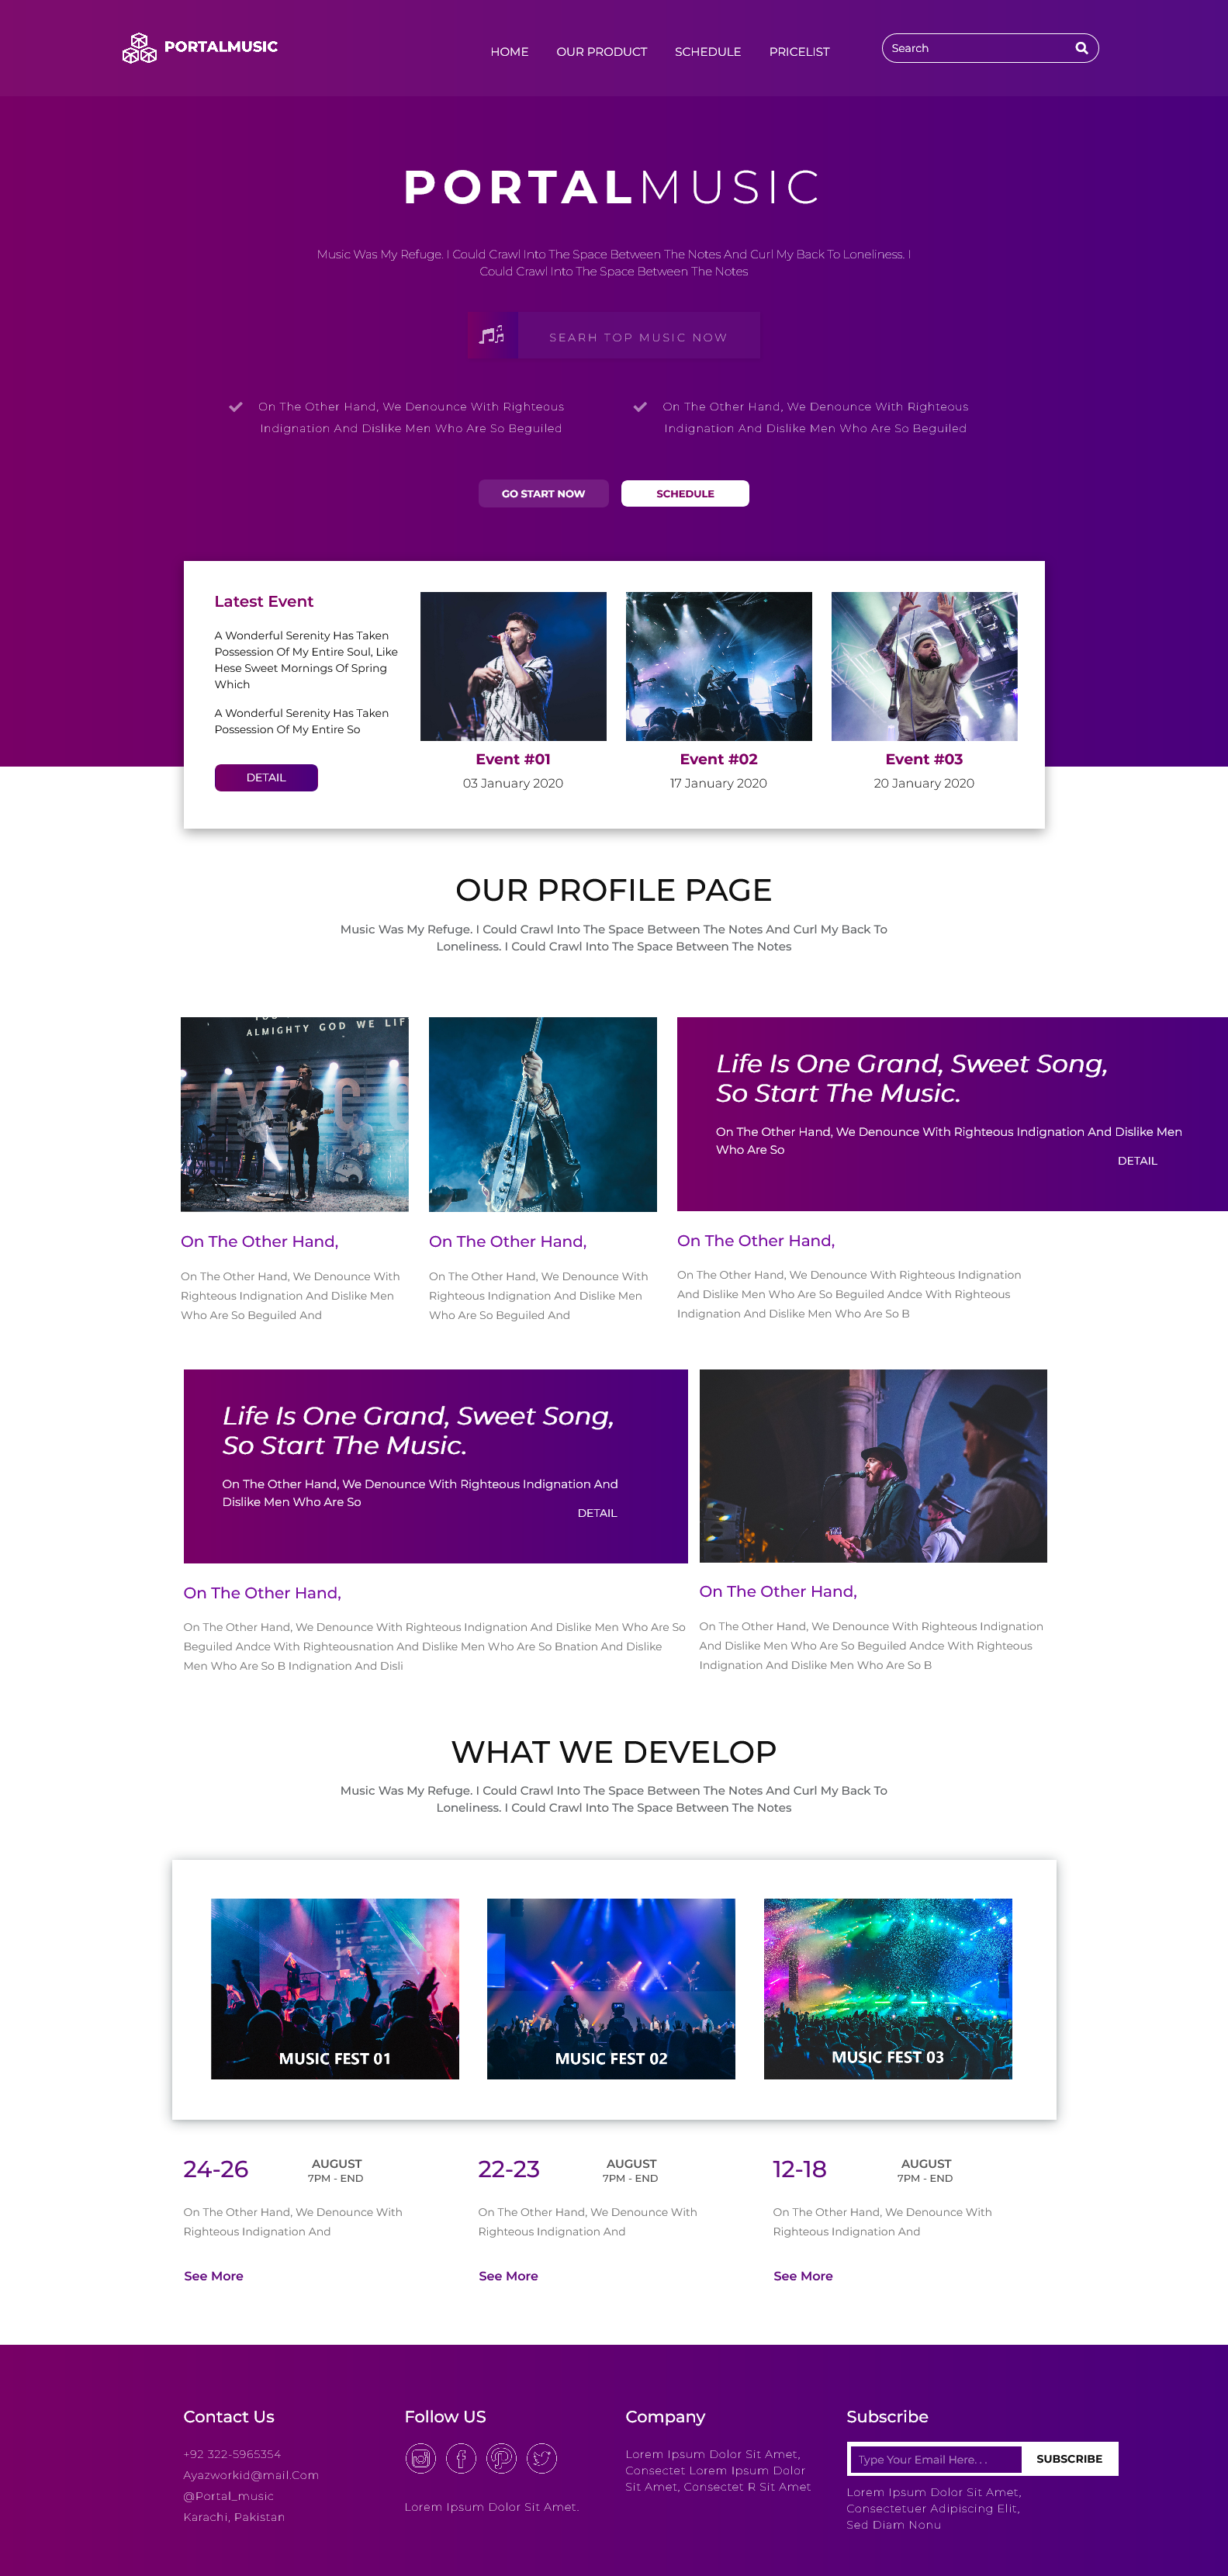 PORTALMUSIC
HOME OUR PRODUCT SCHEDULE PRICELIST
Search
PORTALMUSIC
Music Was My Refuge. I Could Crawl Into The Space Between The Notes And Curl My Back To Loneliness. I
Could Crawl Into The Space Between The Notes
SEARH TOP MUSIC NOW
On The Other Hand, We Denounce With Righteous
Indignation And Dislike Men Who Are So Beguiled
On The Other Hand, We Denounce With Righteous
Indignation And Dislike Men Who Are So Beguiled
GO START NOW
SCHEDULE
Latest Event
A Wonderful Serenity Has Taken
Possession Of My Entire Soul, Like
Hese Sweet Mornings Of Spring
Which
A Wonderful Serenity Has Taken
Possession Of My Entire So
DETAIL
Event #01
03 January 2020
Event #02
17 January 2020
Event #03
20 January 2020
OUR PROFILE PAGE
Music Was My Refuge. I Could Crawl Into The Space Between The Notes And Curl My Back To
Loneliness. I Could Crawl Into The Space Between The Notes
ALMIGHTY GOD WE LIF
On The Other Hand,
On The Other Hand, We Denounce With
Righteous Indignation And Dislike Men
Who Are So Beguiled And
On The Other Hand,
On The Other Hand, We Denounce With
Righteous Indignation And Dislike Men
Who Are So Beguiled And
Life Is One Grand, Sweet Song,
So Start The Music.
On The Other Hand, We Denounce With Righteous Indignation And Dislike Men
Who Are So
DETAIL
On The Other Hand,
On The Other Hand, We Denounce With Righteous Indignation
And Dislike Men Who Are So Beguiled Andce With Righteous
Indignation And Dislike Men Who Are So B
Life Is One Grand, Sweet Song,
So Start The Music.
On The Other Hand, We Denounce With Righteous Indignation And
Dislike Men Who Are So
DETAIL
On The Other Hand,
On The Other Hand, We Denounce With Righteous Indignation And Dislike Men Who Are So
Beguiled Andce With Righteousnation And Dislike Men Who Are So Bnation And Dislike
Men Who Are So B Indignation And Disli
On The Other Hand,
On The Other Hand, We Denounce With Righteous Indignation
And Dislike Men Who Are So Beguiled Andce With Righteous
Indignation And Dislike Men Who Are So B
WHAT WE DEVELOP
Music Was My Refuge. I Could Crawl Into The Space Between The Notes And Curl My Back To
Loneliness. I Could Crawl Into The Space Between The Notes
MUSIC FEST 01
MUSIC FEST 02
MUSIC FEST 03
24-26
AUGUST
7PM - END
On The Other Hand, We Denounce With
Righteous Indignation And
See More
22-23
AUGUST
7PM - END
On The Other Hand, We Denounce With
Righteous Indignation And
See More
12-18
AUGUST
7PM - END
On The Other Hand, We Denounce With
Righteous Indignation And
See More
Contact Us
+92 322-5965354
Ayazworkid@mail.Com
@Portal_music
Karachi, Pakistan
Follow US
Lorem Ipsum Dolor Sit Amet.
Company
Lorem Ipsum Dolor Sit Amet,
Consectet Lorem Ipsum Dolor
Sit Amet, Consectet R Sit Amet
Subscribe
Type Your Email Here. . .
SUBSCRIBE
Lorem Ipsum Dolor Sit Amet,
Consectetuer Adipiscing Elit,
Sed Diam Nonu